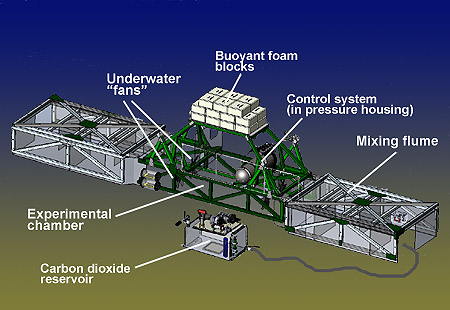 Buoyant foam
blocks
Underwater
“fans”
Control system
(in pressure housing)
Mixing flume
Experimental
chamber
Carbon dioxide
reservoir